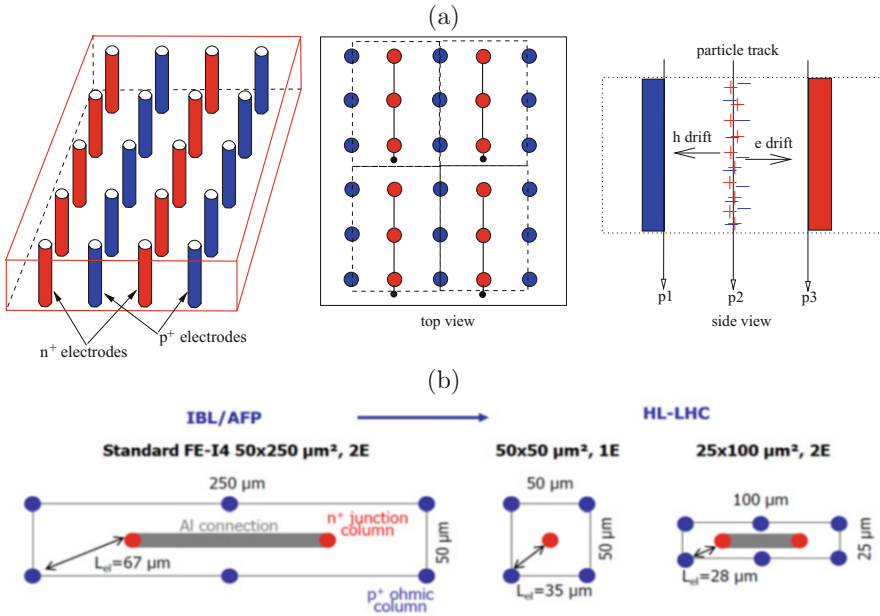 (a)
particle track
h drift
e drift
p1
p2
p3
n+ electrodes
p+ electrodes
top view
side view
(b)
IBL/AFP
HL-LHC
Standard FE-I4 50x250 µm², 2E
50x50 µm², 1E
25x100 µm², 2E
250 µm
50 µm
100 µm
Al connection
n+ junction
column
50 µm
50 µm
25 µm
Lel=67 µm
Lel=35 µm
Lel=28 µm
p+ ohmic
column